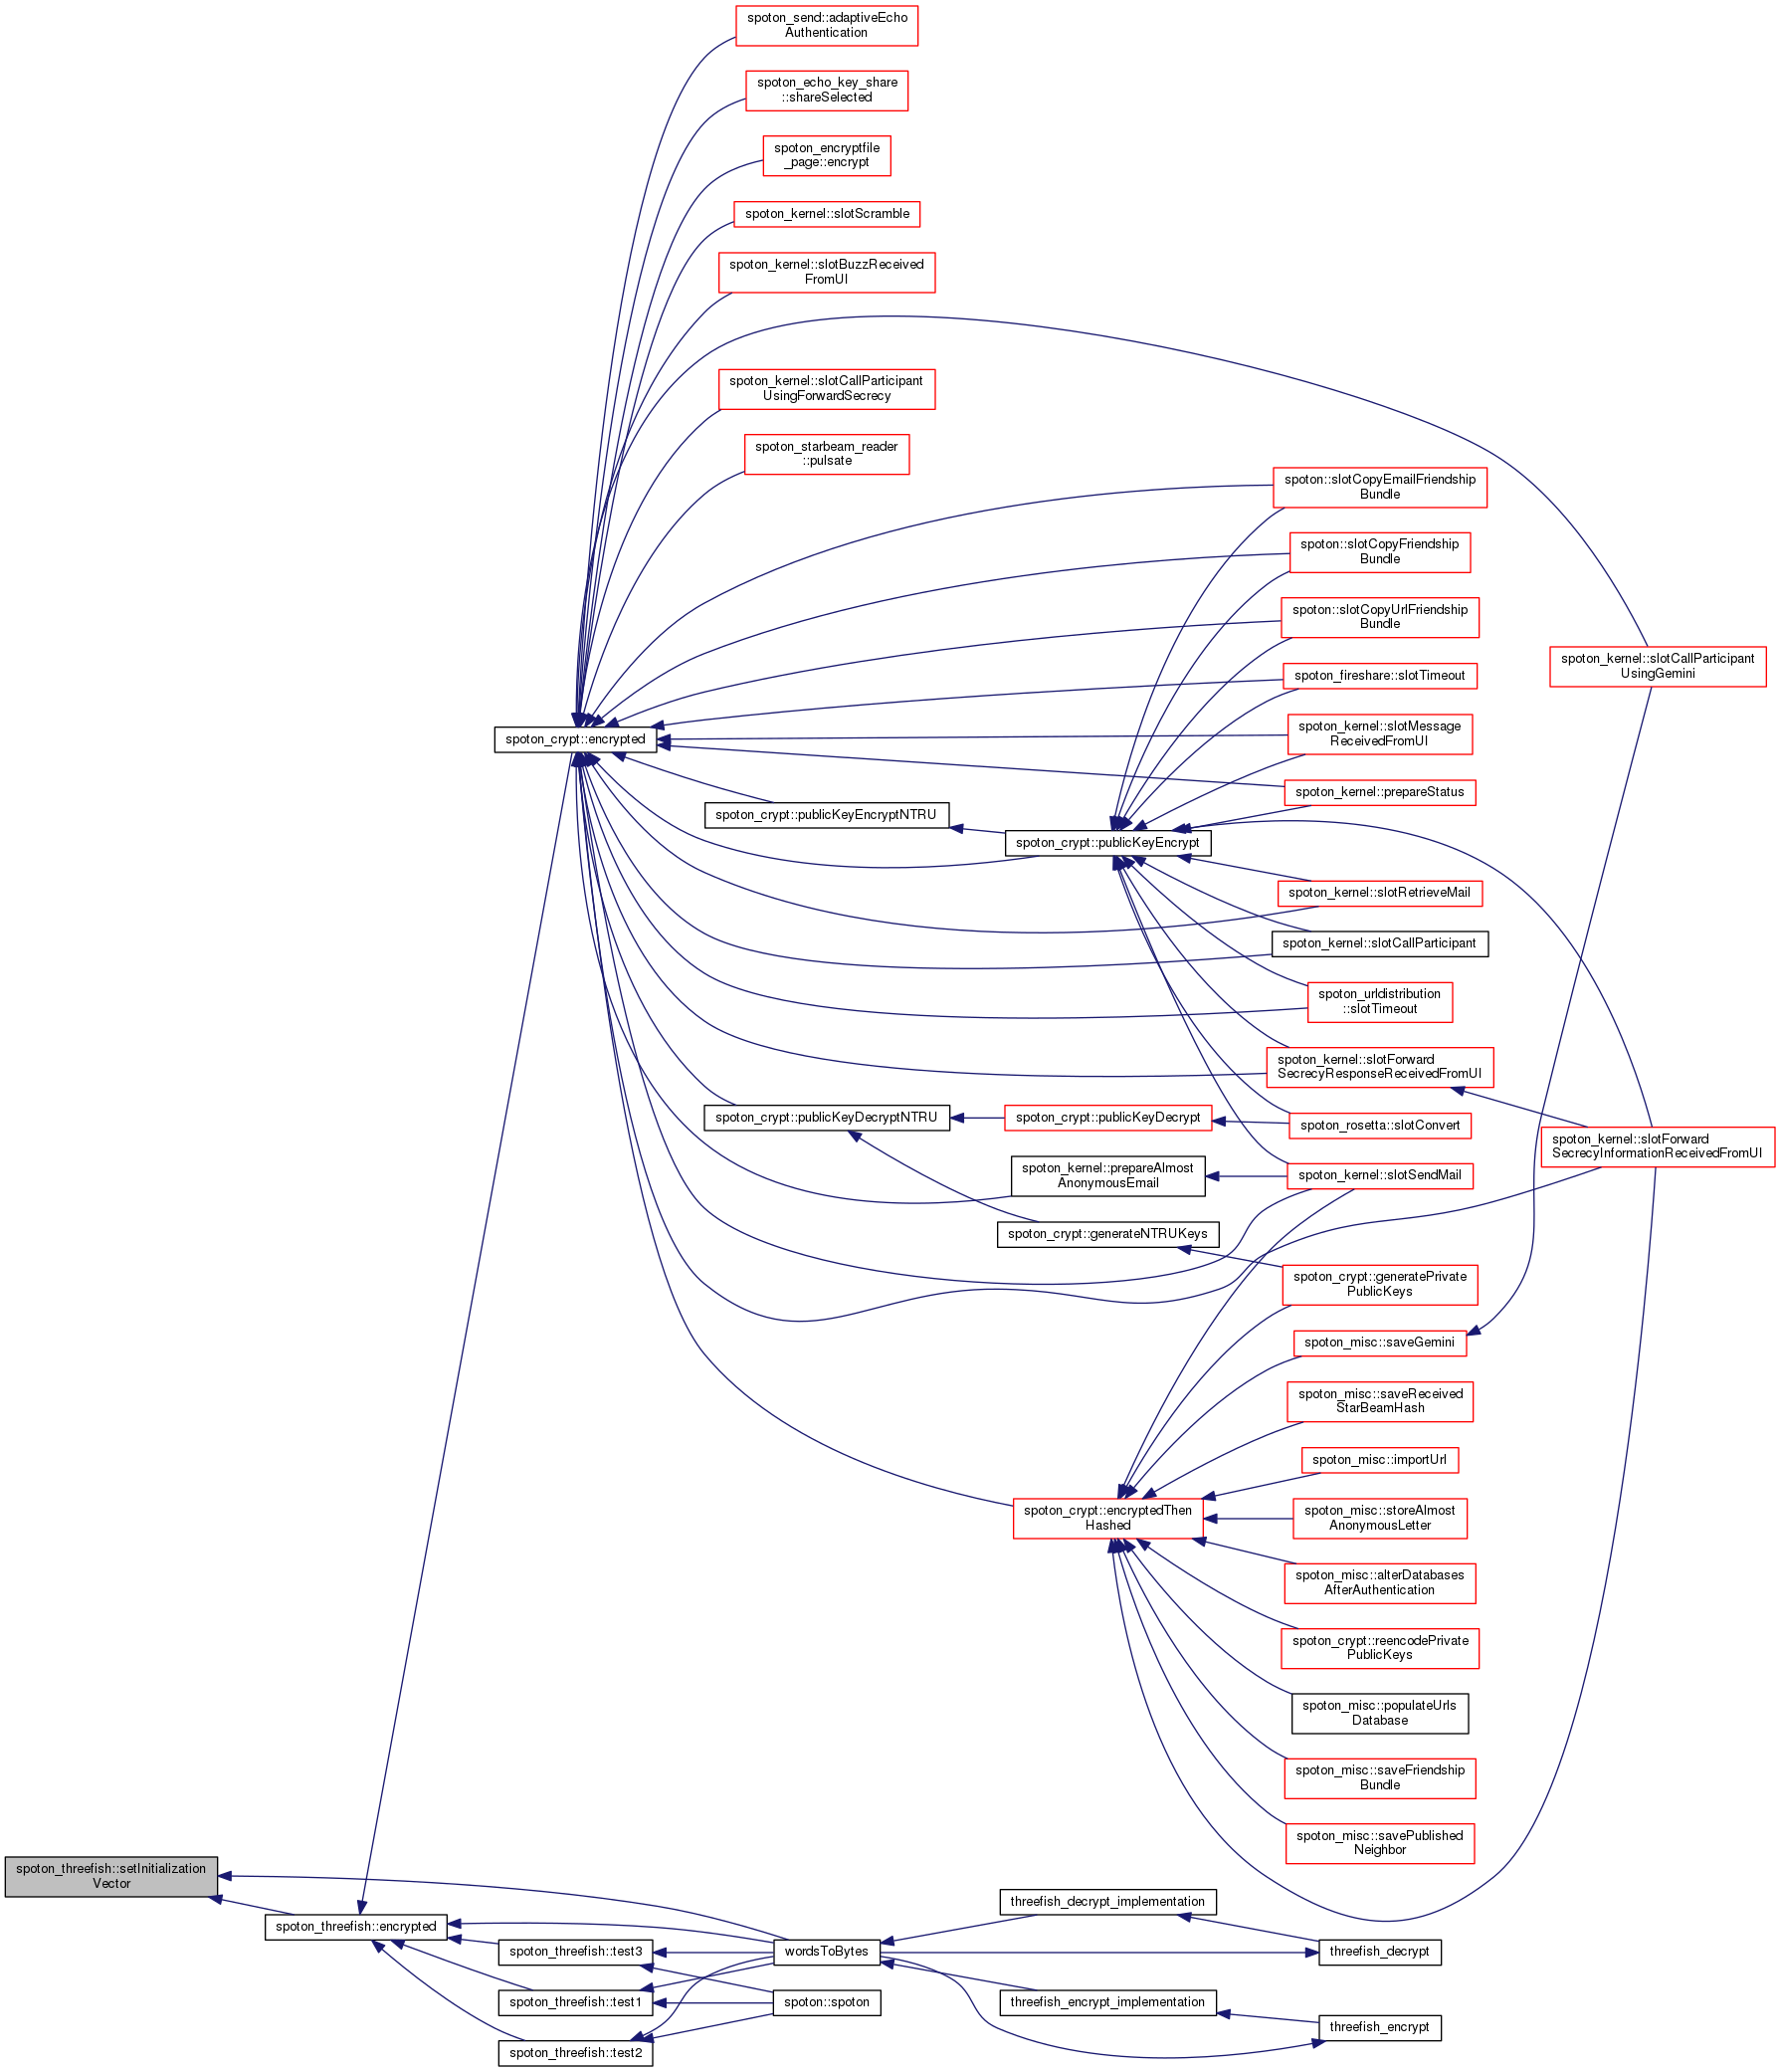 spoton_send::adaptiveEcho
Authentication
spoton_echo_key_share
::shareSelected
spoton_encryptfile
_page::encrypt
spoton_kernel::slotScramble
spoton_kernel::slotBuzzReceived
FromUI
spoton_kernel::slotCallParticipant
UsingForwardSecrecy
spoton_starbeam_reader
::pulsate
spoton::slotCopyEmailFriendship
Bundle
spoton::slotCopyFriendship
Bundle
spoton::slotCopyUrlFriendship
Bundle
spoton_kernel::slotCallParticipant
UsingGemini
spoton_fireshare::slotTimeout
spoton_crypt::encrypted
spoton_kernel::slotMessage
ReceivedFromUI
spoton_kernel::prepareStatus
spoton_crypt::publicKeyEncryptNTRU
spoton_crypt::publicKeyEncrypt
spoton_kernel::slotRetrieveMail
spoton_kernel::slotCallParticipant
spoton_urldistribution
::slotTimeout
spoton_kernel::slotForward
SecrecyResponseReceivedFromUI
spoton_crypt::publicKeyDecryptNTRU
spoton_crypt::publicKeyDecrypt
spoton_rosetta::slotConvert
spoton_kernel::slotForward
SecrecyInformationReceivedFromUI
spoton_kernel::prepareAlmost
AnonymousEmail
spoton_kernel::slotSendMail
spoton_crypt::generateNTRUKeys
spoton_crypt::generatePrivate
PublicKeys
spoton_misc::saveGemini
spoton_misc::saveReceived
StarBeamHash
spoton_misc::importUrl
spoton_crypt::encryptedThen
Hashed
spoton_misc::storeAlmost
AnonymousLetter
spoton_misc::alterDatabases
AfterAuthentication
spoton_crypt::reencodePrivate
PublicKeys
spoton_misc::populateUrls
Database
spoton_misc::saveFriendship
Bundle
spoton_misc::savePublished
Neighbor
spoton_threefish::setInitialization
Vector
threefish_decrypt_implementation
spoton_threefish::encrypted
spoton_threefish::test3
wordsToBytes
threefish_decrypt
spoton_threefish::test1
spoton::spoton
threefish_encrypt_implementation
threefish_encrypt
spoton_threefish::test2